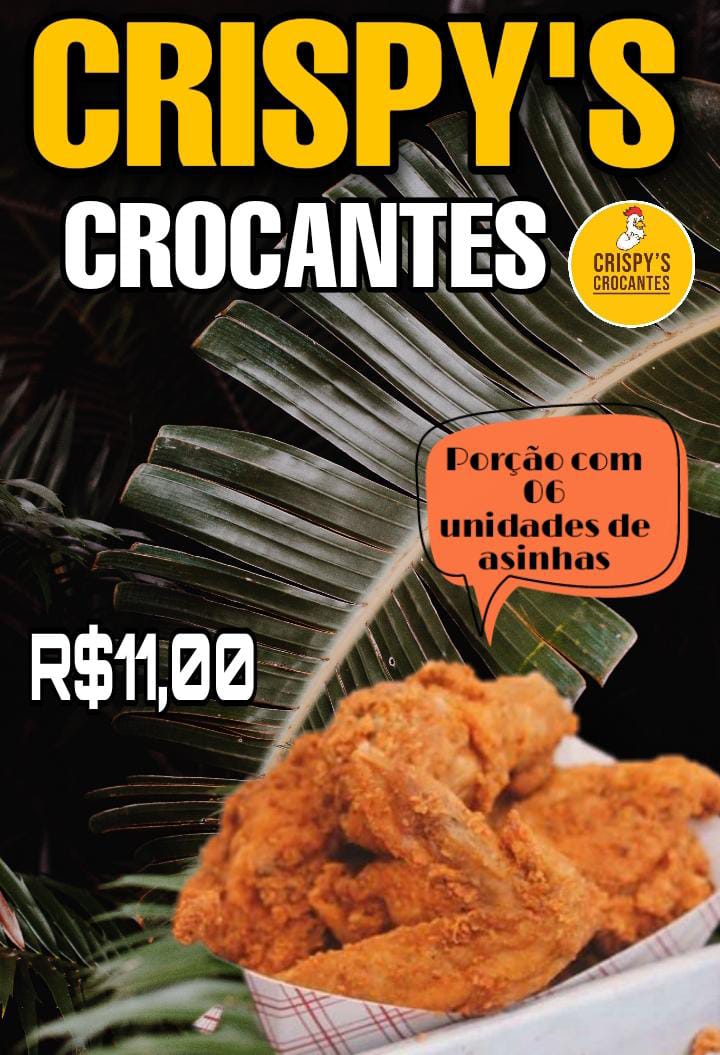 CRISPY'S
CROCANTES
CRISPY'S
CROCANTES
Porção com
06
unidades de
asinhas
R$11,00